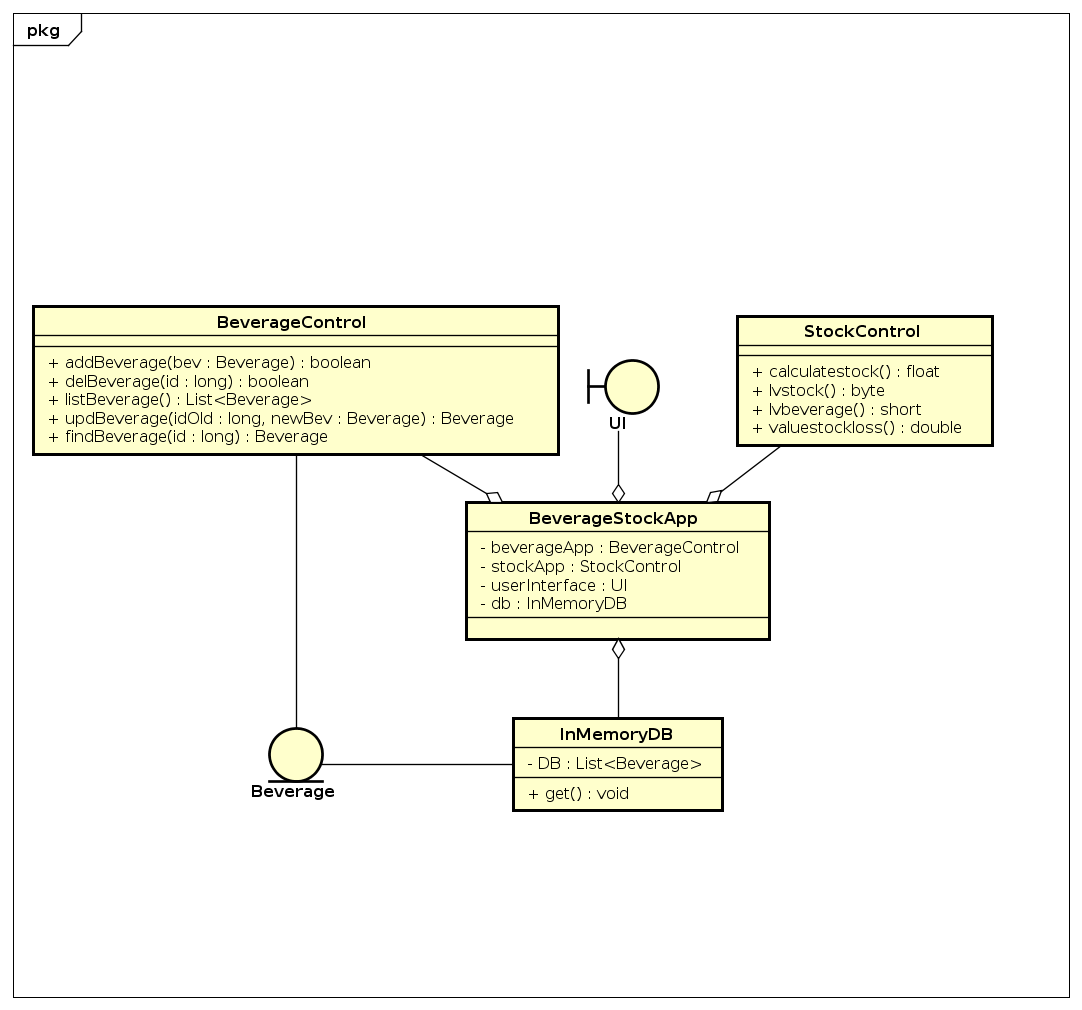 pkg
BeverageControl
+ addBeverage(bev : Beverage) : boolean
+ delBeverage(id : long) : boolean
+ listBeverage() : List<Beverage>
+ updBeverage(idOld : long, newBev : Beverage) : Beverage
+ findBeverage(id : long) : Beverage
UI
StockControl
+ calculatestock() : float
+ lvstock() : byte
+ lvbeverage() : short
+ valuestockloss() : double
BeverageStockApp
- beverageApp : BeverageControl
- stockApp : StockControl
- userInterface : UI
- db : InMemoryDB
Beverage
InMemoryDB
- DB : List<Beverage>
+ get() : void